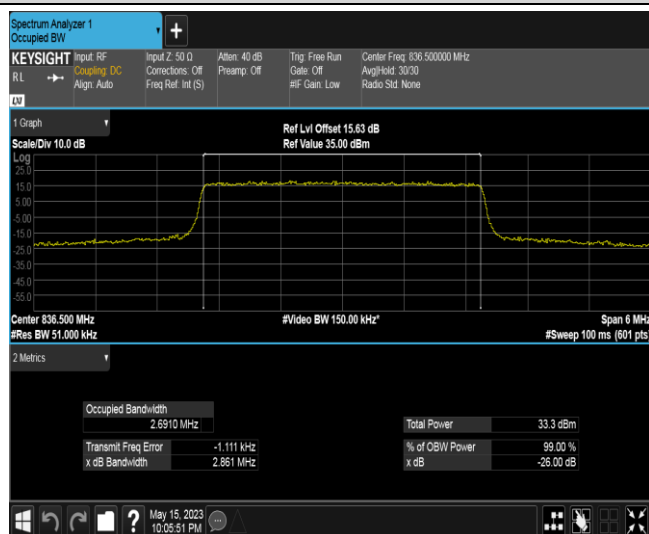 Spectrum Analyzer 1
Occupied BW
+
KEYSIGHT Input: RF Input Z: 50 Ω Atten: 40 dB Trig: Free Run Center Freq: 836.500000 MHz
R L Coupling: DC Corrections: Off Preamp: Off Gate: Off Avg|Hold: 30/30
Align: Auto Freq Ref: Int (S) #IF Gain: Low Radio Std: None
LXI
1 Graph
Ref Lvl Offset 15.63 dB
Scale/Div 10.0 dB Ref Value 35.00 dBm
Log
25.0
15.0
5.00
-5.00
-15.0
-25.0
-35.0
-45.0
-55.0
Center 836.500 MHz #Video BW 150.00 kHz* Span 6 MHz
#Res BW 51.000 kHz #Sweep 100 ms (601 pts)
2 Metrics
Occupied Bandwidth
2.6910 MHz Total Power 33.3 dBm
Transmit Freq Error -1.111 kHz % of OBW Power 99.00 %
x dB Bandwidth 2.861 MHz x dB -26.00 dB
? May 15, 2023
10:05:51 PM